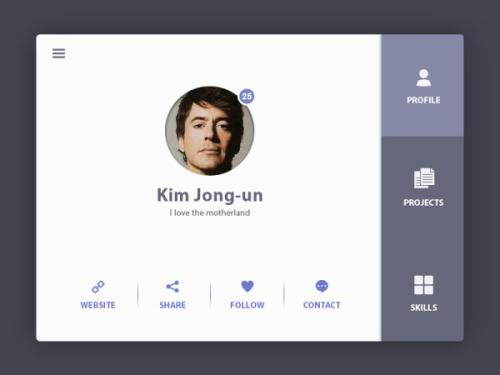 25
Kim Jong-un
I love the motherland
WEBSITE
SHARE
FOLLOW
CONTACT
PROFILE
PROJECTS
SKILLS